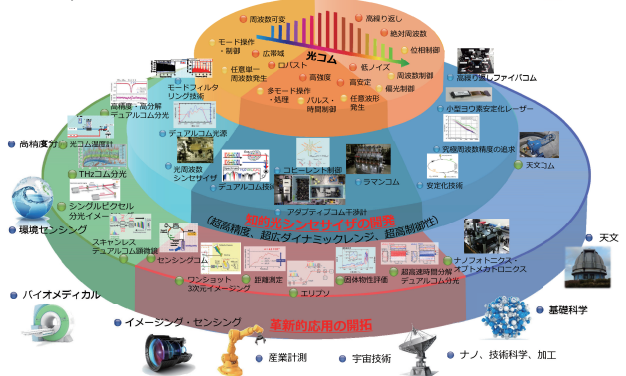 周波数可変
高繰り返し
絶対周波数
モード操作
・制御
位相制御
広帯域
光コム
ロバスト
低ノイズ
任意単一
周波数発生
周波数制御
高強度
高安定
偏光制御
多モード操作
・処理
パルス・
時間制御
任意波形
発生
モードフィルタ
リング技術
高繰り返しファイバコム
高精度・高分解
デュアルコム分光
小型ヨウ素安定化レーザー
デュアルコム光源
光コム温度計
究極周波数精度の追求
THzコム分光
光周波数
シンセサイザ
デュアルコム技術
コヒーレント制御
ラマンコム
安定化技術
天文コム
シングルピクセル
分光イメージ
アダプティブコム干渉計
知的光シンセサイザの開発
(超高精度、超広ダイナミックレンジ、超高制御性)
環境センシング
スキャンレス
デュアルコム顕微鏡
センシングコム
天文
ナノフォトニクス・
オプトメカトロニクス
ワンショット
3次元イメージング
距離測定
エリプソ
固体物性評価
超高速時間分解
デュアルコム分光
バイオメディカル
基礎科学
イメージング・センシング
革新的応用の開拓
産業計測
宇宙技術
ナノ、技術科学、加工